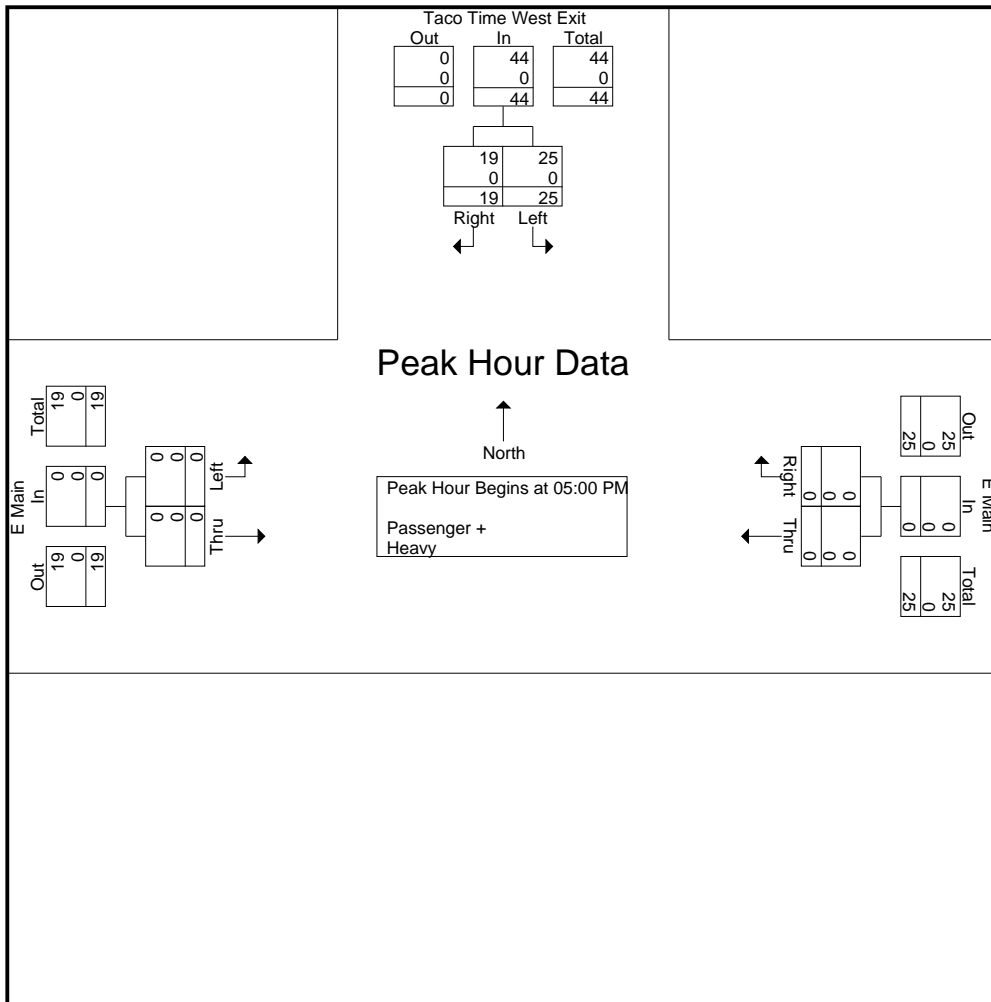 Taco Time West Exit
Out In Total
0 44 44
0 0 0
0 44 44
19 25
0 0
19 25
Right Left
Peak Hour Data
North
Peak Hour Begins at 05:00 PM
Passenger +
Heavy
E Main
Total
19 0 19
In
0 0 0
Out
19 0 19
Left
0 0 0
Thru
0 0 0
Right
0 0 0
Thru
0 0 0
Out
25 0 25
In
0 0 0
Total
25 0 25
E Main